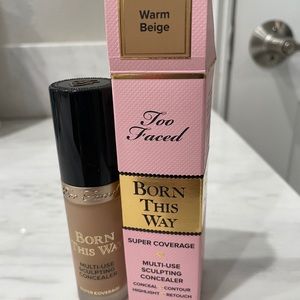 Warm
Beige
Too
Faced
BORN
THIS
WAY
SUPER COVERAGE
MULTI-USE
SCULPTING
CONCEALER
CONCEAL CONTOUR
HIGHLIGHT RETOUCH
Too Faced
BORN
THIS WAY
MULTI-USE
SCULPTING
CONCEALER
SUPER COVERAGE